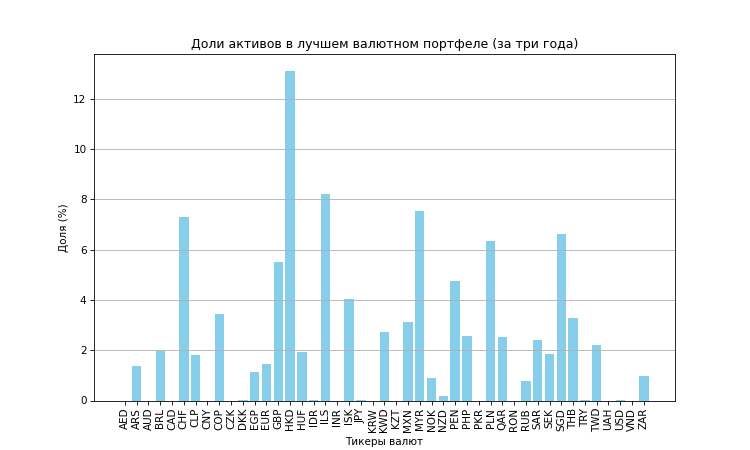 Доли активов в лучшем валютном портфеле (за три года)
Доля (%)
12
10
8
6
4
2
0
AED ARS AUD BRL CAD CHF CLP CNY COP CZK DKK EGP EUR GBP HKD HUF IDR ILS INR ISK JPY KRW KWD KZT MXN MYR NOK NZD PEN PHP PKR PLN QAR RON RUB SAR SEK SGD THB TRY TWD UAH USD VND ZAR
Тикеры валют